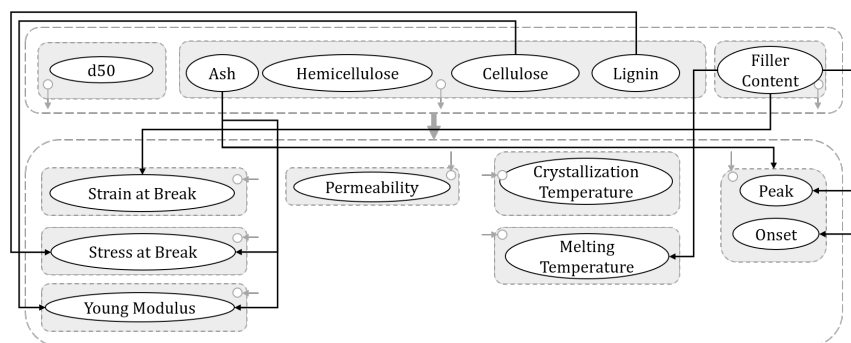 d50
Ash
Hemicellulose
Cellulose
Lignin
Filler
Content
Strain at Break
Permeability
Crystallization
Temperature
Peak
Stress at Break
Melting
Temperature
Onset
Young Modulus